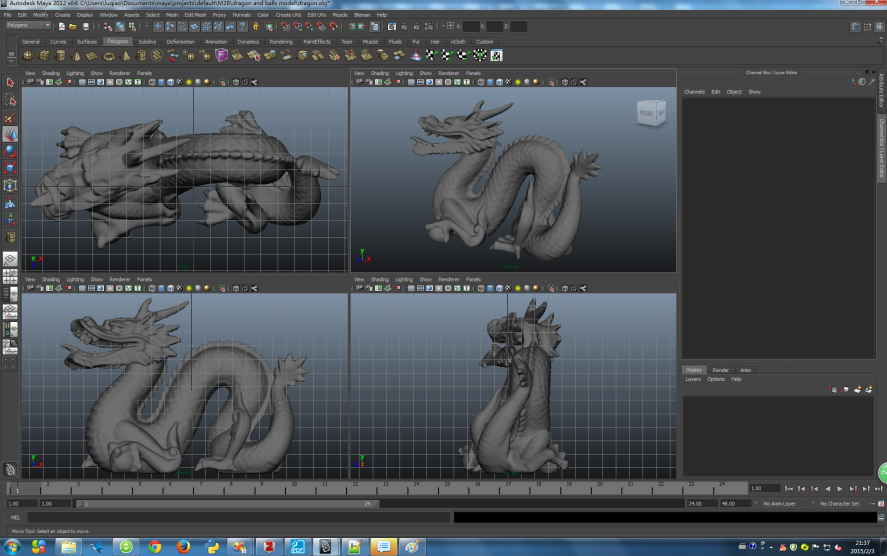 Autodesk Maya 2012 x64: C:\Users\luqiao\Documents\maya\projects\default\M28\dragon and balls model\dragon.obj*
File Edit Modify Create Display Window Assets Select Mesh Edit Mesh Proxy Normals Color Create UVs Edit UVs Muscle Blender Help
Polygons X: Y: Z:
General Curves Surfaces Polygons Subdivs Deformation Animation Dynamics Rendering PaintEffects Toon Muscle Fluids Fur Hair nCloth Custom
View Shading Lighting Show Renderer Panels
View Shading Lighting Show Renderer Panels
Channel Box / Layer Editor
Channels Edit Object Show
Attribute Editor
Channel Box / Layer Editor
FRONT
y
x
y
x
View Shading Lighting Show Renderer Panels
View Shading Lighting Show Renderer Panels
y
x
y
Display Render Anim
Layers Options Help
1 2 3 4 5 6 7 8 9 10 11 12 13 14 15 16 17 18 19 20 21 22 23 24
1.00
1.00 1.00 1 24 24.00 48.00 No Anim Layer No Character Set
MEL
Move Tool: Select an object to move.
PDF
21:37
2015/2/3